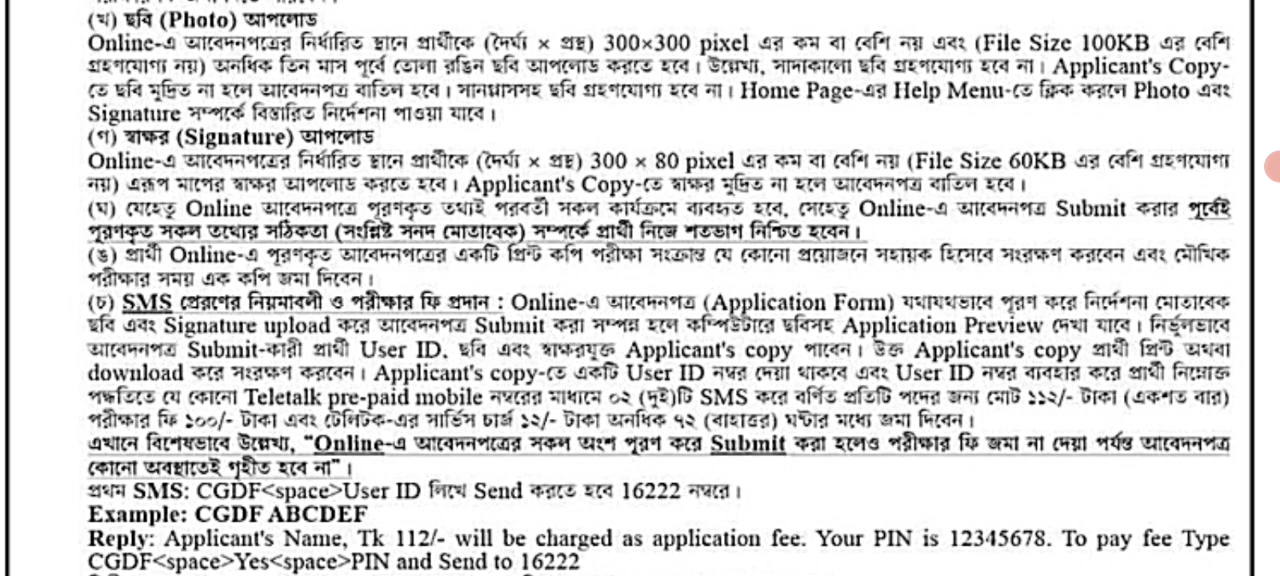 (খ) ছবি (Photo) আপলোড
Online-এ আবেদনপত্রের নির্ধারিত স্থানে প্রার্থীকে (দৈর্ঘ্য × প্রস্থ) 300×300 pixel এর কম বা বেশি নয় এবং (File Size 100KB এর বেশি
গ্রহণযোগ্য নয়) অনধিক তিন মাস পূর্বে তোলা রঙিন ছবি আপলোড করতে হবে। উল্লেখ্য, সাদাকালো ছবি গ্রহণযোগ্য হবে না। Applicant's Copy-
তে ছবি মুদ্রিত না হলে আবেদনপত্র বাতিল হবে। সানগ্লাসসহ ছবি গ্রহণযোগ্য হবে না। Home Page-এর Help Menu-তে ক্লিক করলে Photo এবং
Signature সম্পর্কে বিস্তারিত নির্দেশনা পাওয়া যাবে।
(গ) স্বাক্ষর (Signature) আপলোড
Online-এ আবেদনপত্রের নির্ধারিত স্থানে প্রার্থীকে (দৈর্ঘ্য × প্রস্থ) 300 × 80 pixel এর কম বা বেশি নয় (File Size 60KB এর বেশি গ্রহণযোগ্য
নয়) এরূপ মাপের স্বাক্ষর আপলোড করতে হবে। Applicant's Copy-তে স্বাক্ষর মুদ্রিত না হলে আবেদনপত্র বাতিল হবে।
(ঘ) যেহেতু Online আবেদনপত্রে পূরণকৃত তথ্যই পরবর্তী সকল কার্যক্রমে ব্যবহৃত হবে, সেহেতু Online-এ আবেদনপত্র Submit করার পূর্বেই
পূরণকৃত সকল তথ্যের সঠিকতা (সংশ্লিষ্ট সনদ মোতাবেক) সম্পর্কে প্রার্থী নিজে শতভাগ নিশ্চিত হবেন।
(ঙ) প্রার্থী Online-এ পূরণকৃত আবেদনপত্রের একটি প্রিন্ট কপি পরীক্ষা সংক্রান্ত যে কোনো প্রয়োজনে সহায়ক হিসেবে সংরক্ষণ করবেন এবং মৌখিক
পরীক্ষার সময় এক কপি জমা দিবেন।
(চ) SMS প্রেরণের নিয়মাবলী ও পরীক্ষার ফি প্রদান : Online-এ আবেদনপত্র (Application Form) যথাযথভাবে পূরণ করে নির্দেশনা মোতাবেক
ছবি এবং Signature upload করে আবেদনপত্র Submit করা সম্পন্ন হলে কম্পিউটারে ছবিসহ Application Preview দেখা যাবে। নির্ভুলভাবে
আবেদনপত্র Submit-কারী প্রার্থী User ID. ছবি এবং স্বাক্ষরযুক্ত Applicant's copy পাবেন। উক্ত Applicant's copy প্রার্থী প্রিন্ট অথবা
download করে সংরক্ষণ করবেন। Applicant's copy-তে একটি User ID নম্বর দেয়া থাকবে এবং User ID নম্বর ব্যবহার করে প্রার্থী নিম্নোক্ত
পদ্ধতিতে যে কোনো Teletalk pre-paid mobile নম্বরের মাধ্যমে ০২ (দুই)টি SMS করে বর্ণিত প্রতিটি পদের জন্য মোট ১১২/- টাকা (একশত বার)
পরীক্ষার ফি ১০০/- টাকা এবং টেলিটক-এর সার্ভিস চার্জ ১২/- টাকা অনধিক ৭২ (বাহাত্তর) ঘন্টার মধ্যে জমা দিবেন।
এখানে বিশেষভাবে উল্লেখ্য, "Online-এ আবেদনপত্রের সকল অংশ পূরণ করে Submit করা হলেও পরীক্ষার ফি জমা না দেয়া পর্যন্ত আবেদনপত্র
কোনো অবস্থাতেই গৃহীত হবে না"।
প্রথম SMS: CGDF<space>User ID লিখে Send করতে হবে 16222 নম্বরে।
Example: CGDF ABCDEF
Reply: Applicant's Name, Tk 112/- will be charged as application fee. Your PIN is 12345678. To pay fee Type
CGDF<space>Yes<space>PIN and Send to 16222